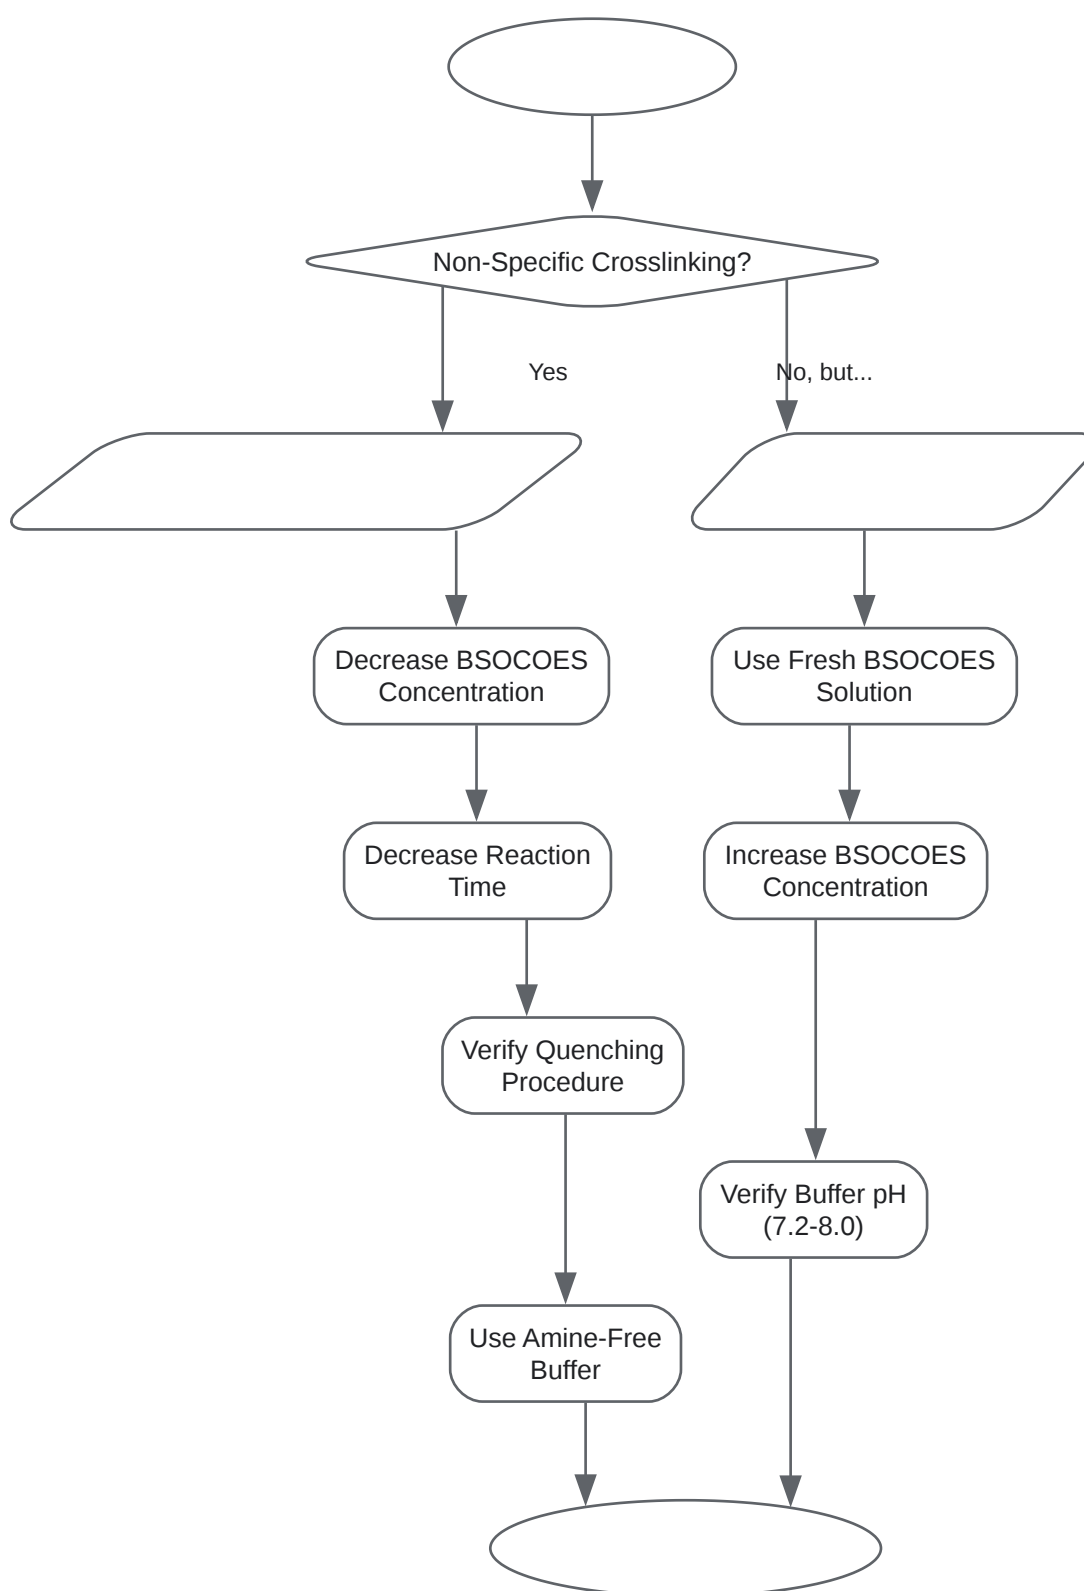 Non-Specific Crosslinking?
Yes
No, but...
Decrease BSOCOES
Concentration
Use Fresh BSOCOES
Solution
Decrease Reaction
Time
Increase BSOCOES
Concentration
Verify Quenching
Procedure
Verify Buffer pH
(7.2-8.0)
Use Amine-Free
Buffer